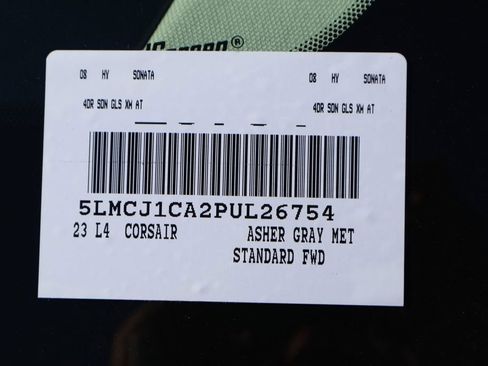 08 HY SONATA 08 HY SONATA
4DR SDN GLS XM AT 4DR SDN GLS XM AT
5LMCJ1CA2PUL26754
23 L4 CORSAIR ASHER GRAY MET
STANDARD FWD